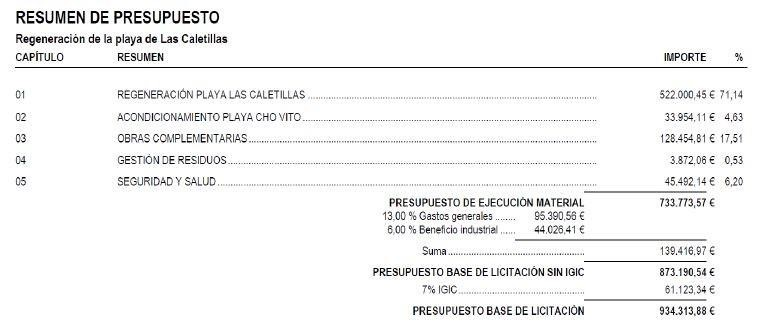 RESUMEN DE PRESUPUESTO
Regeneración de la playa de Las Caletillas
CAPÍTULO RESUMEN IMPORTE %
01 REGENERACIÓN PLAYA LAS CALETILLAS 522.000,45 € 71,14
02 ACONDICIONAMIENTO PLAYA CHO VITO 33.954,11 € 4,63
03 OBRAS COMPLEMENTARIAS 128.454,81 € 17,51
04 GESTIÓN DE RESIDUOS 3.872,06 € 0,53
05 SEGURIDAD Y SALUD 45.492,14 € 6,20
PRESUPUESTO DE EJECUCIÓN MATERIAL 733.773,57 €
13,00 % Gastos generales ........ 95.390,56 €
6,00 % Beneficio industrial ...... 44.026,41 €
Suma 139.416,97 €
PRESUPUESTO BASE DE LICITACIÓN SIN IGIC 873.190,54 €
7% IGIC 61.123,34 €
PRESUPUESTO BASE DE LICITACIÓN 934.313,88 €